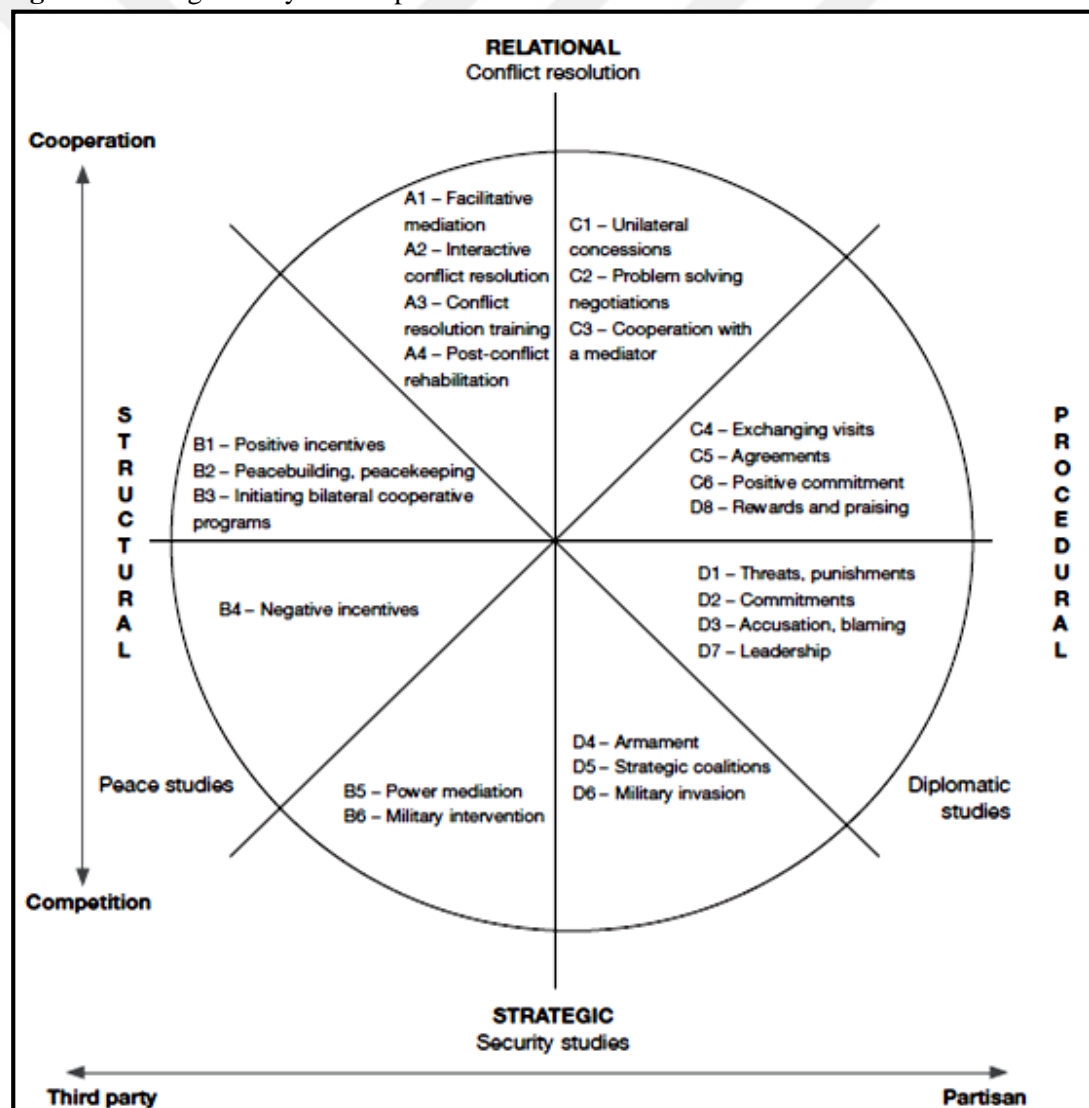 RELATIONAL
Conflict resolution
Cooperation
A1 – Facilitative
mediation
A2 – Interactive
conflict resolution
A3 – Conflict
resolution training
A4 – Post-conflict
rehabilitation
C1 – Unilateral
concessions
C2 – Problem solving
negotiations
C3 – Cooperation with
a mediator
STRUCTURAL
B1 – Positive incentives
B2 – Peacebuilding, peacekeeping
B3 – Initiating bilateral cooperative
programs
C4 – Exchanging visits
C5 – Agreements
C6 – Positive commitment
D8 – Rewards and praising
PROCEDURAL
B4 – Negative incentives
D1 – Threats, punishments
D2 – Commitments
D3 – Accusation, blaming
D7 – Leadership
Peace studies
B5 – Power mediation
B6 – Military intervention
D4 – Armament
D5 – Strategic coalitions
D6 – Military invasion
Diplomatic
studies
Competition
STRATEGIC
Security studies
Third party
Partisan